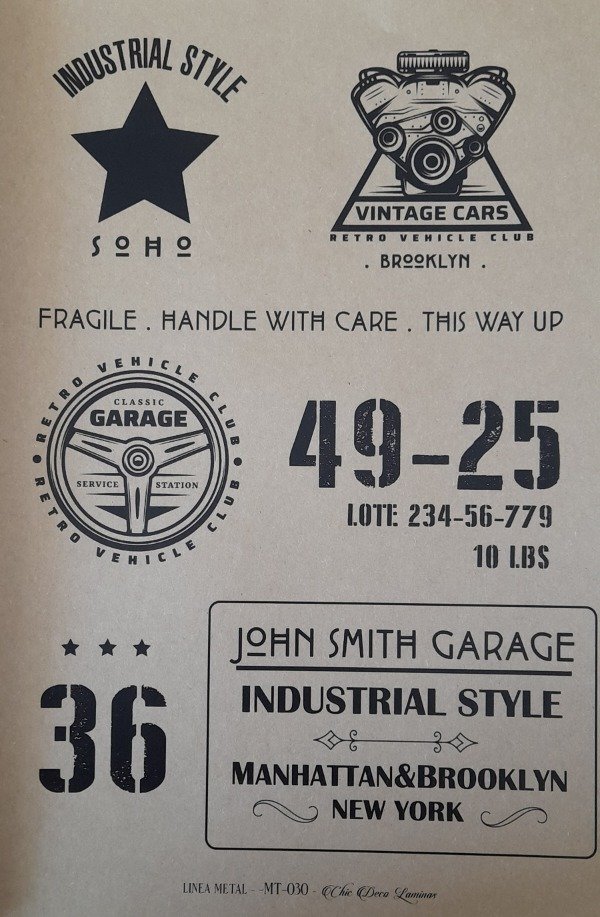 INDUSTRIAL STYLE
SOHO
VINTAGE CARS
RETRO VEHICLE CLUB
. BROOKLYN .
FRAGILE . HANDLE WITH CARE . THIS WAY UP
RETRO VEHICLE CLUB
CLASSIC
GARAGE
SERVICE STATION
RETRO VEHICLE CLUB
49-25
LOTE 234-56-779
10 LBS
36
JOHN SMITH GARAGE
INDUSTRIAL STYLE
MANHATTAN&BROOKLYN
NEW YORK
LINEA METAL - -MT-030 - Chic Deco Laminas